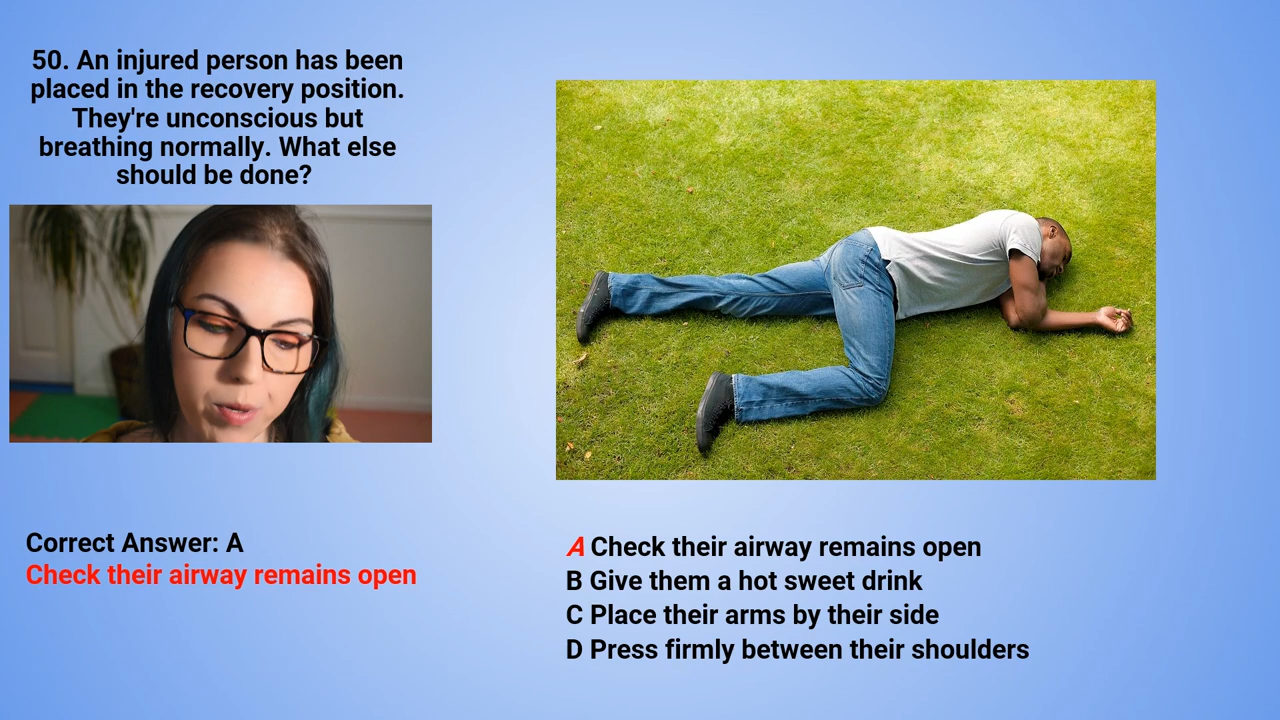 50. An injured person has been
placed in the recovery position.
They're unconscious but
breathing normally. What else
should be done?
Correct Answer: A
Check their airway remains open
A Check their airway remains open
B Give them a hot sweet drink
C Place their arms by their side
D Press firmly between their shoulders